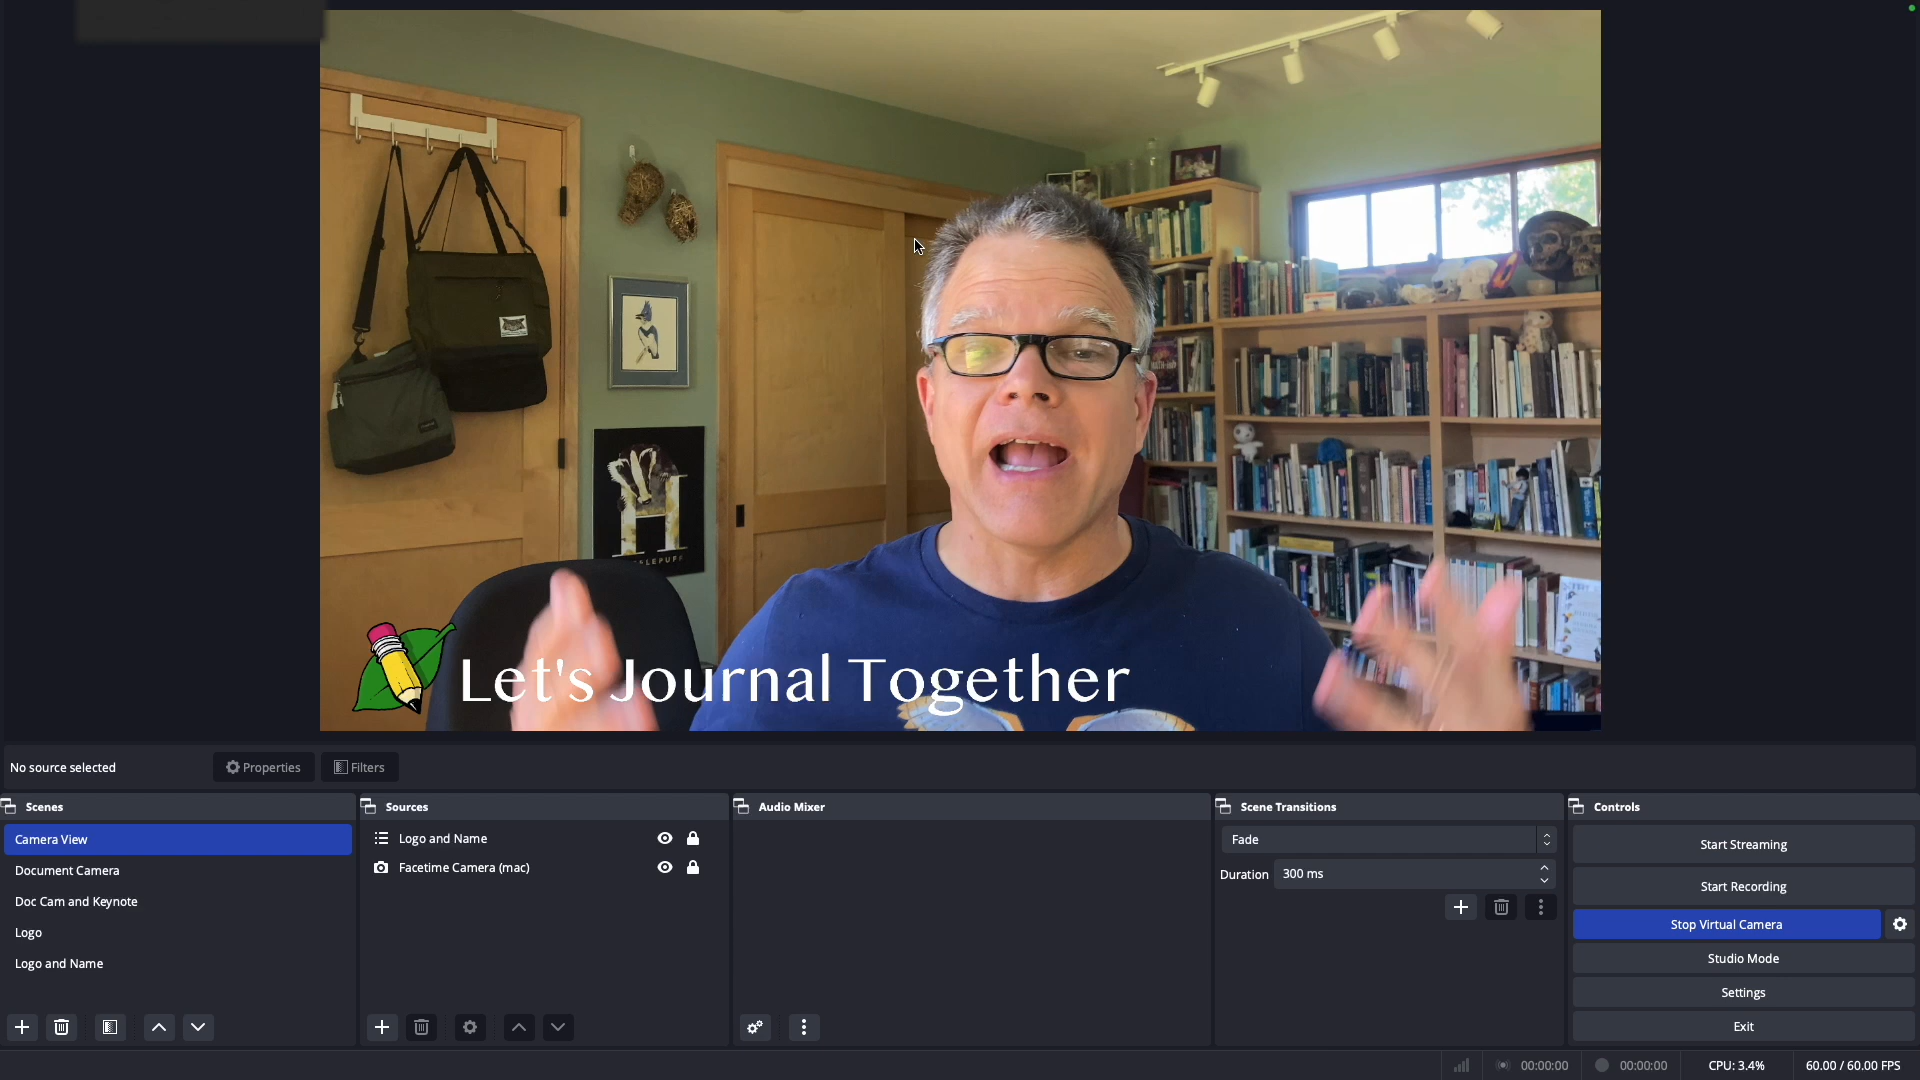 Let's Journal Together
No source selected
Properties
Filters
Scenes
Camera View
Document Camera
Doc Cam and Keynote
Logo
Logo and Name
Sources
Logo and Name
Facetime Camera (mac)
Audio Mixer
Scene Transitions
Fade
Duration 300 ms
Controls
Start Streaming
Start Recording
Stop Virtual Camera
Studio Mode
Settings
Exit
00:00:00
00:00:00
CPU: 3.4%
60.00 / 60.00 FPS